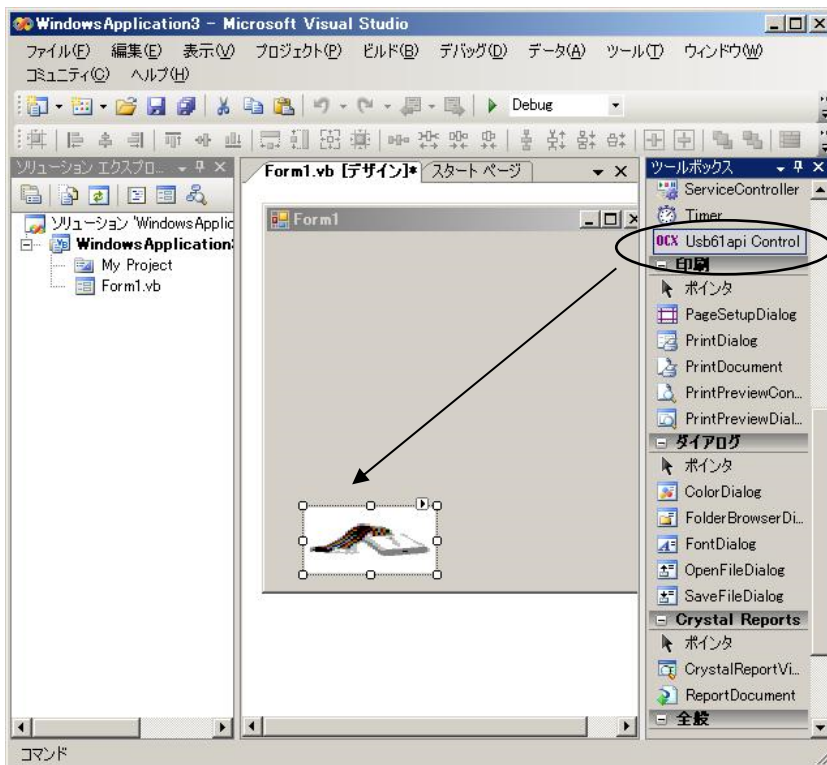 WindowsApplication3 - Microsoft Visual Studio
ファイル(F) 編集(E) 表示(V) プロジェクト(P) ビルド(B) デバッグ(D) データ(A) ツール(T) ウィンドウ(W)
コミュニティ(C) ヘルプ(H)
Debug
ソリューション エクスプロ...
ソリューション 'WindowsApplic
WindowsApplication
My Project
Form1.vb
Form1.vb [デザイン]* スタート ページ
Form1
ツールボックス
ServiceController
Timer
OCX Usb61api Control
印刷
ポインタ
PageSetupDialog
PrintDialog
PrintDocument
PrintPreviewCon...
PrintPreviewDial...
ダイアログ
ポインタ
ColorDialog
FolderBrowserDi...
FontDialog
OpenFileDialog
SaveFileDialog
Crystal Reports
ポインタ
CrystalReportVi...
ReportDocument
全般
コマンド